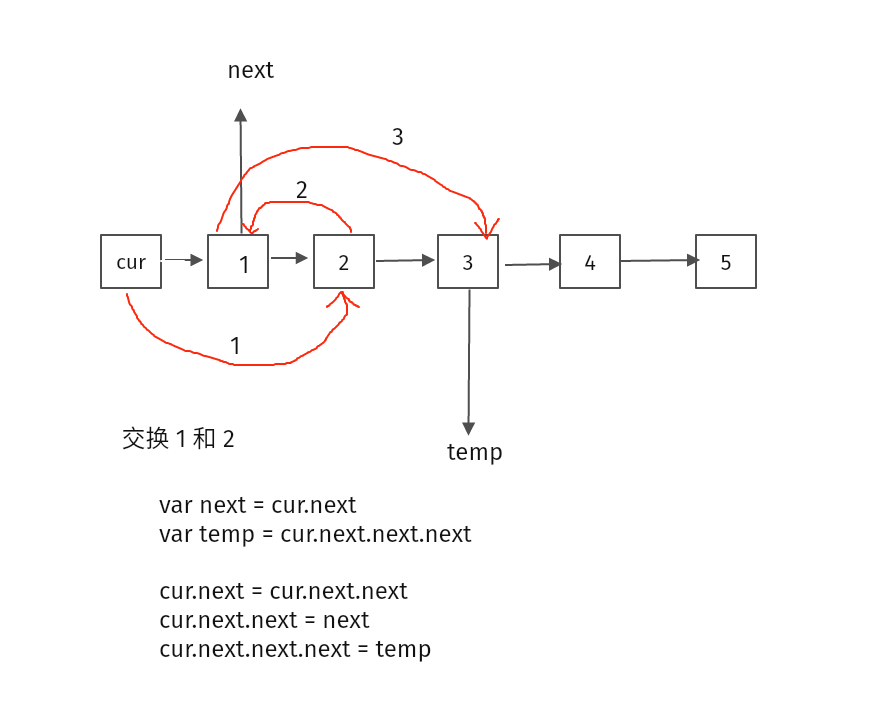 next
3
2
cur
1
2
3
4
5
1
交换 1 和 2
temp
var next = cur.next
var temp = cur.next.next.next
cur.next = cur.next.next
cur.next.next = next
cur.next.next.next = temp